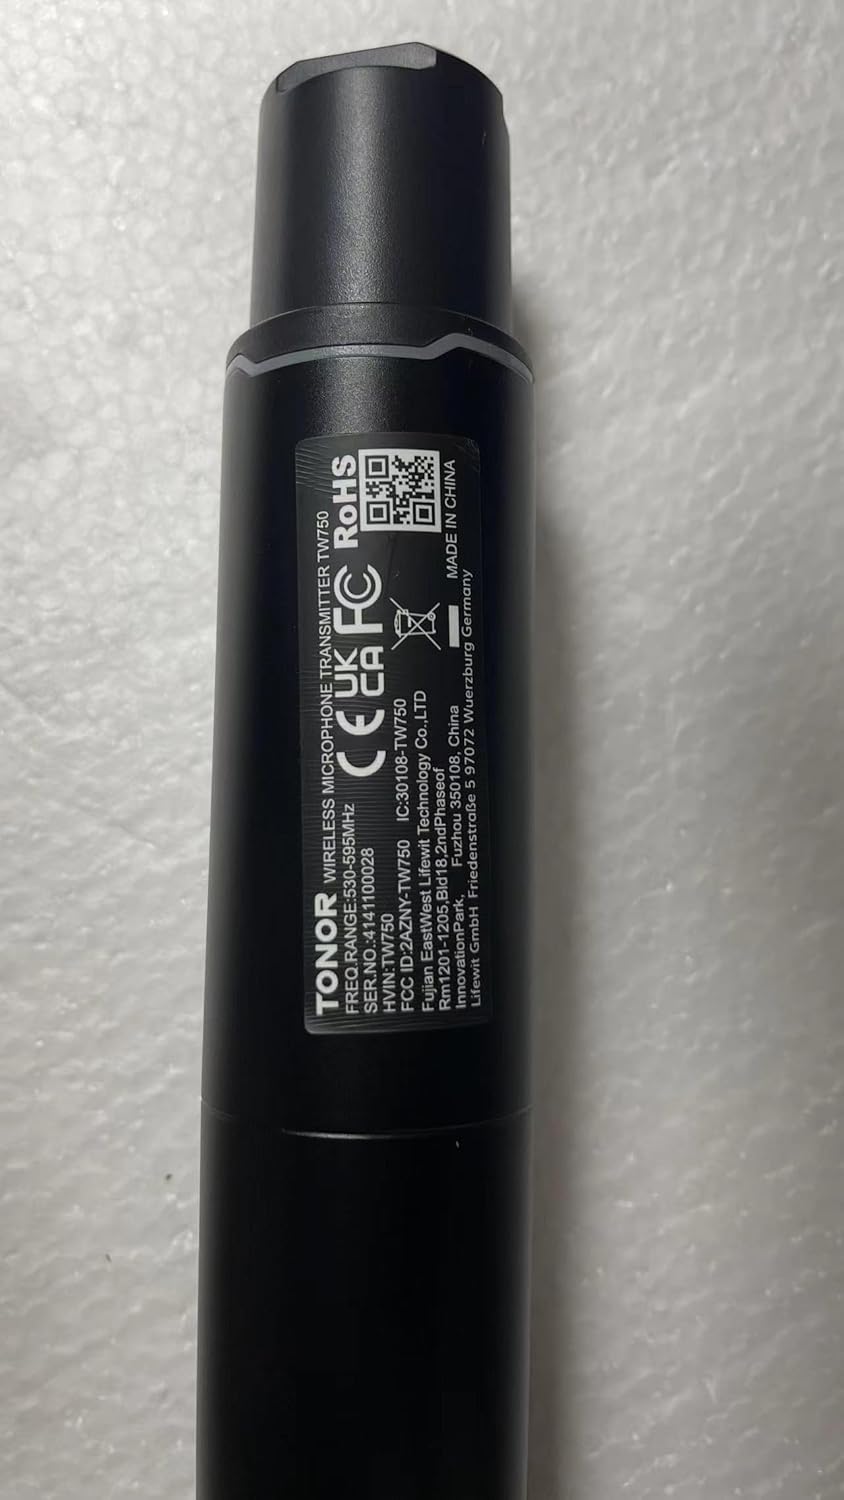 TONOR WIRELESS MICROPHONE TRANSMITTER TW750
FREQ.RANGE:530-595MHz
SER.NO.:4141100028
HVIN:TW750
CE UK CA FC RoHS
FCC ID:2AZNY-TW750 IC:30108-TW750
Fujian EastWest Lifewit Technology Co.,LTD
Rm1201-1205,Bld18,2ndPhaseof
InnovationPark, Fuzhou 350108, China
MADE IN CHINA
Lifewit GmbH Friedenstraße 5 97072 Wuerzburg Germany